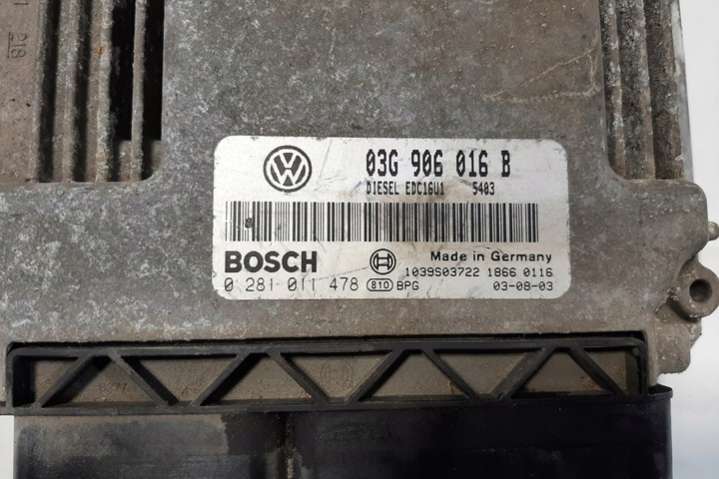 03G 906 016 B
DIESEL EDC16U1 5403
BOSCH
Made in Germany
1039S03722 1866 0116
0 281 011 478 810 BPG 03-08-03